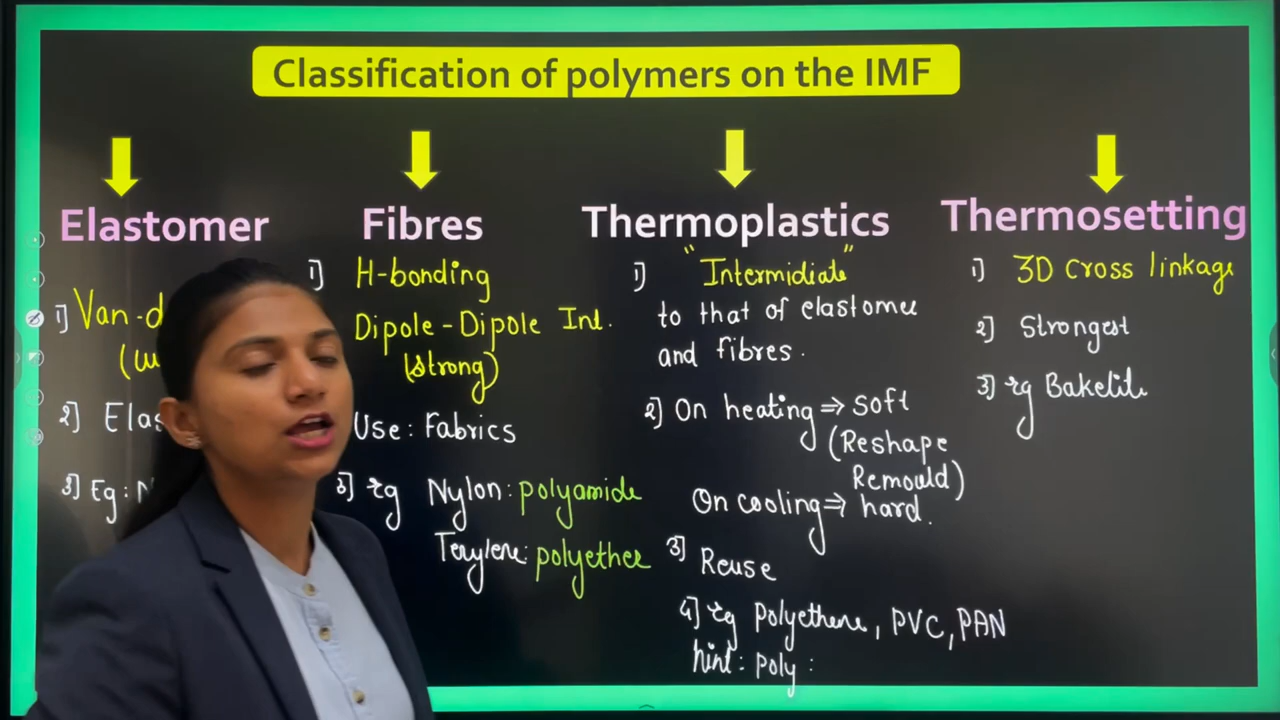 Classification of polymers on the IMF
Elastomer
1) Van-d
2) Elas
3) Eg: N
Fibres
1) H-bonding
Dipole-Dipole Int.
(strong)
Use: Fabrics
3) eg Nylon: polyamide
Terylene: polyether
Thermoplastics
1) "Intermidiate"
to that of elastomer
and fibres.
2) On heating ⇒ soft
(Reshape
Remould)
On cooling ⇒ hard.
3) Reuse
4) eg Polyethene, PVC, PAN
hint: poly:
Thermosetting
1) 3D Cross linkage
2) Strongest
3) eg Bakelite